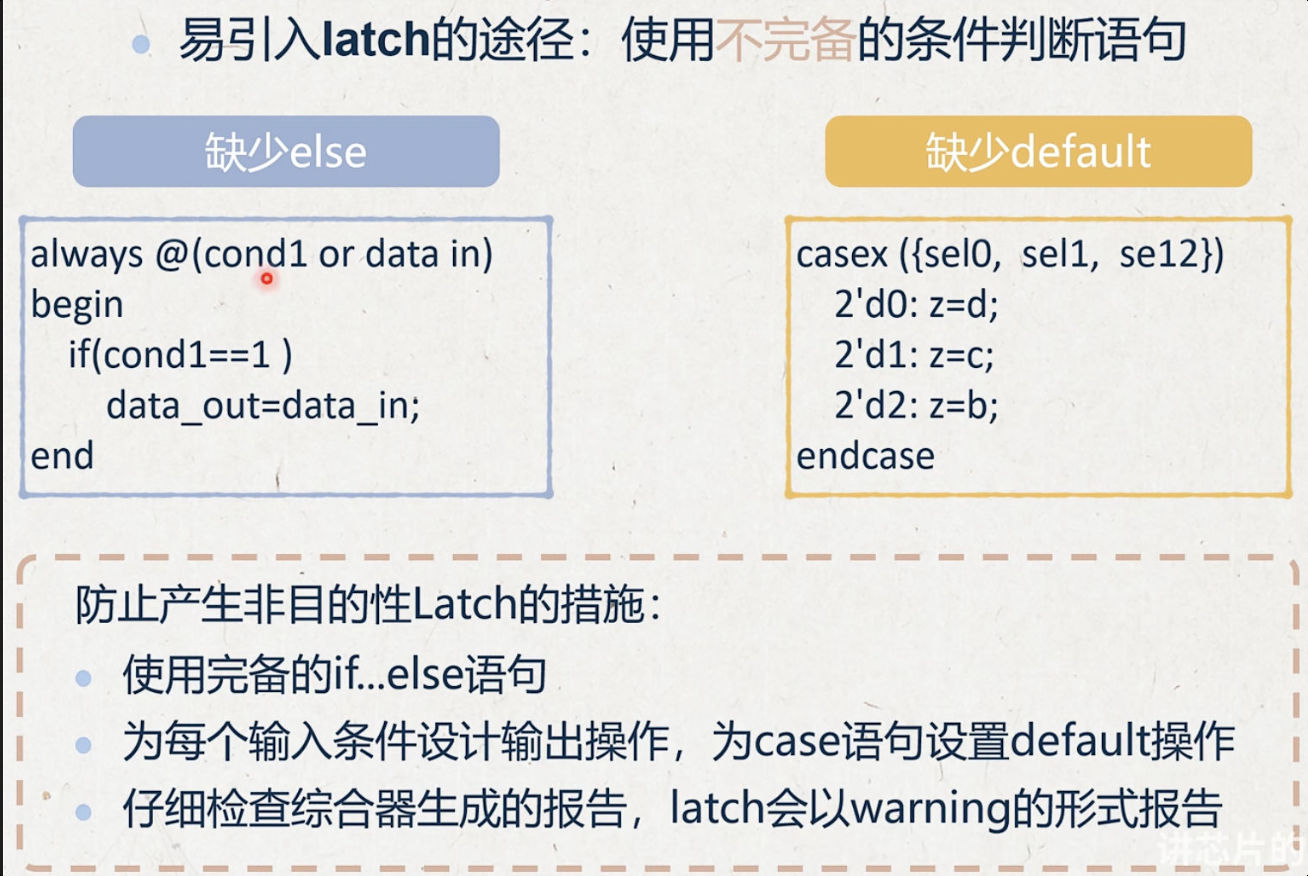 易引入latch的途径：使用不完备的条件判断语句
缺少else
always @(cond1 or data in)
begin
if(cond1==1 )
data_out=data_in;
end
缺少default
casex ({sel0, sel1, se12})
2'd0: z=d;
2'd1: z=c;
2'd2: z=b;
endcase
防止产生非目的性Latch的措施：
使用完备的if...else语句
为每个输入条件设计输出操作，为case语句设置default操作
仔细检查综合器生成的报告，latch会以warning的形式报告
讲芯片的